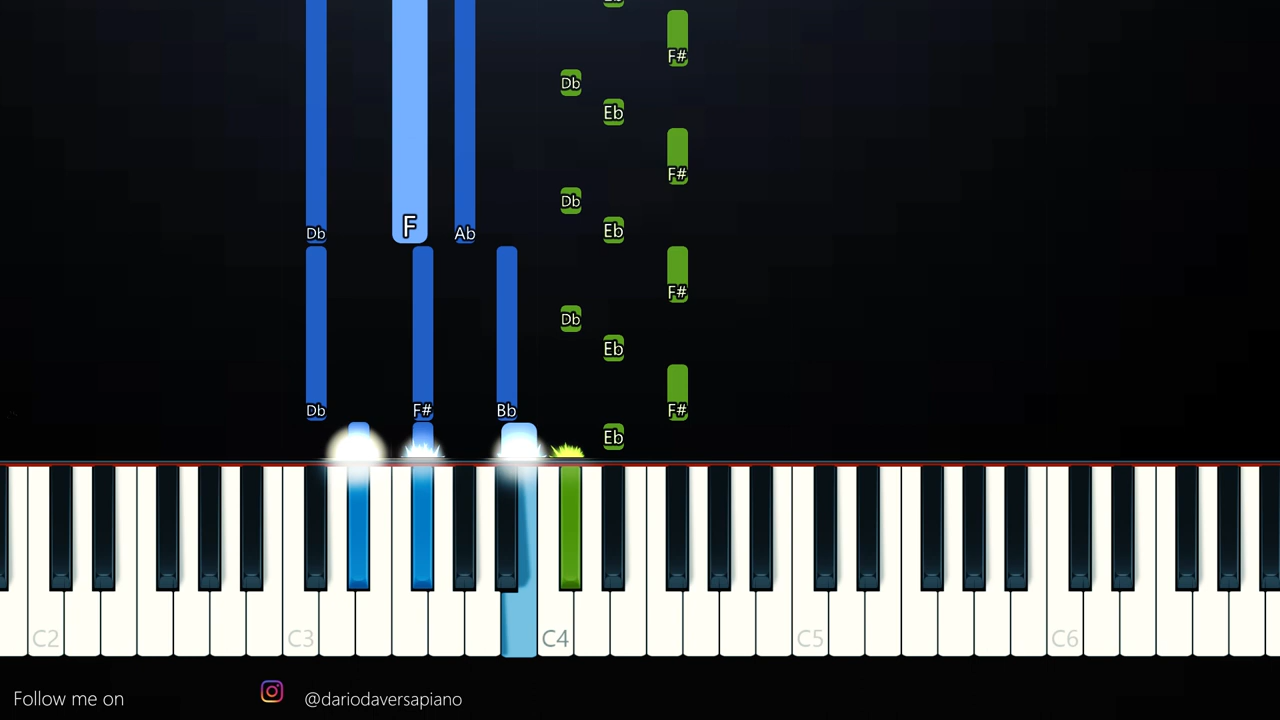 F#
Db
Eb
F#
Db
Eb
Db F Ab
F#
Db
Eb
Db F# Bb F#
Eb
C2 C3 C4 C5 C6
Follow me on @dariodaversapiano